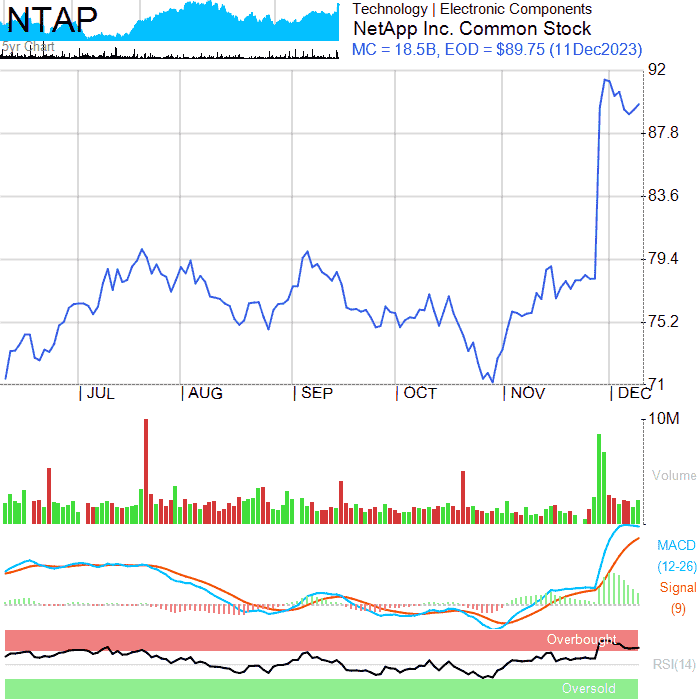 NTAP
5yr Chart
Technology | Electronic Components
NetApp Inc. Common Stock
MC = 18.5B, EOD = $89.75 (11Dec2023)
92
87.8
83.6
79.4
75.2
71
| JUL | AUG | SEP | OCT | NOV | DEC
10M
Volume
MACD
(12-26)
Signal
(9)
Overbought
RSI(14)
Oversold